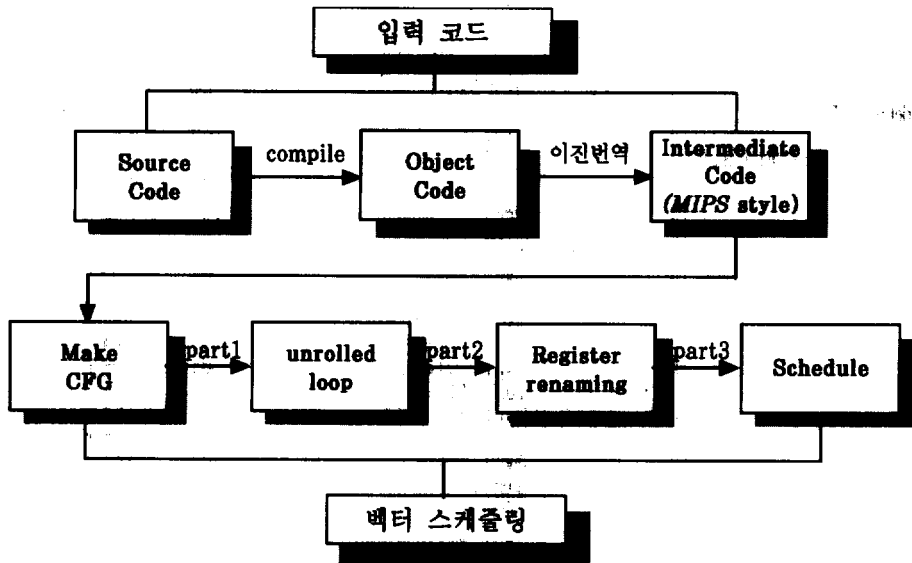 입력 코드
Source
Code
compile
Object
Code
이진번역
Intermediate
Code
(MIPS style)
Make
CFG
part1
unrolled
loop
part2
Register
renaming
part3
Schedule
벡터 스케줄링